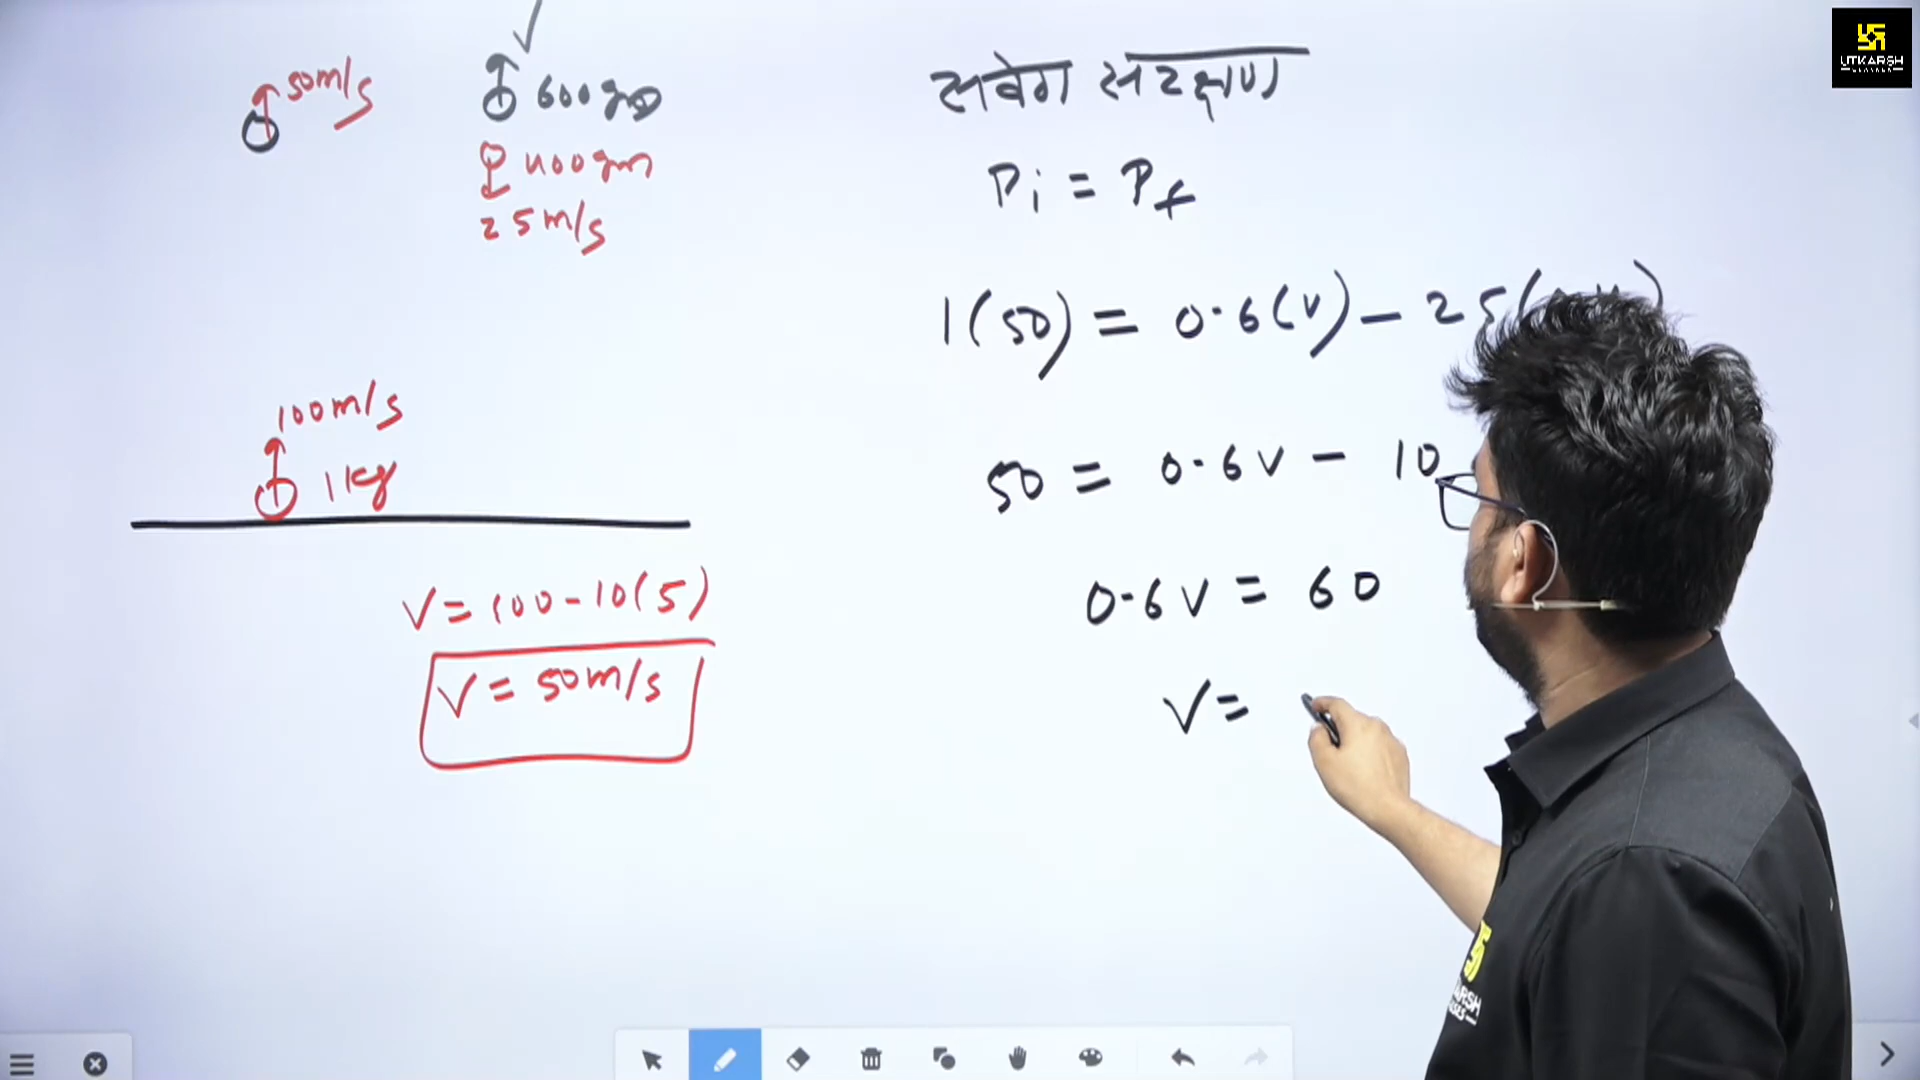 50m/s
600gm
400gm
25m/s
100m/s
1kg
V = 100 - 10(5)
V = 50m/s
संवेग संरक्षण
Pi = Pf
1(50) = 0.6(V) - 25(
50 = 0.6V - 10
0.6V = 60
V =
UTKARSH
CLASSES